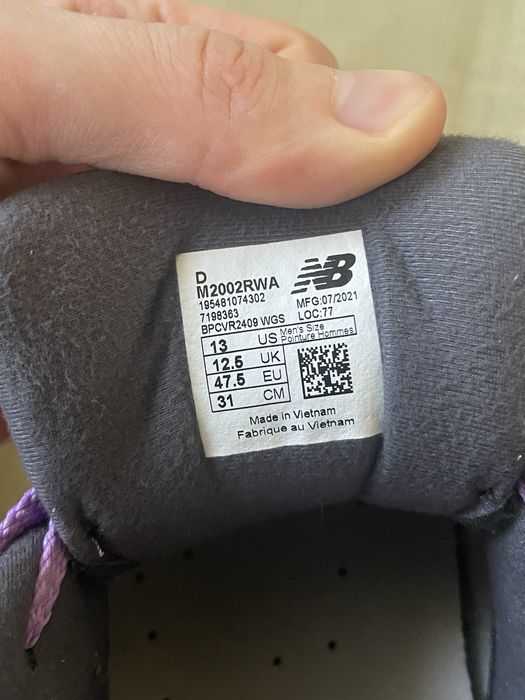 D
M2002RWA
195481074302
7198363
BPCVR2409 WGS
NB
MFG:07/2021
LOC:77
13 US Men's Size
Pointure Hommes
12.5 UK
47.5 EU
31 CM
Made in Vietnam
Fabrique au Vietnam